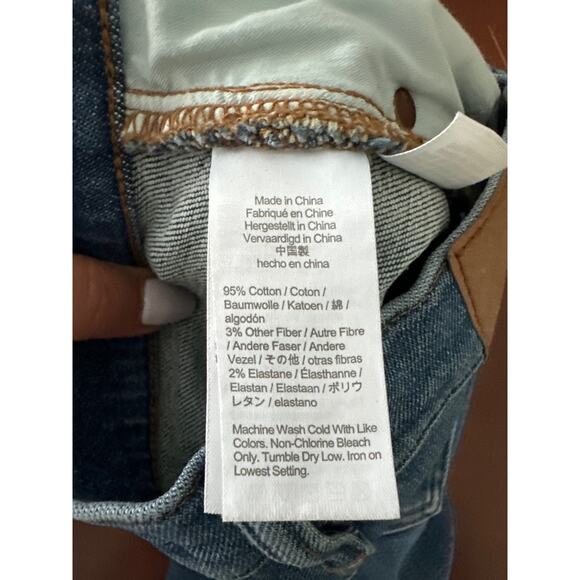 Made in China
Fabriqué en Chine
Hergestellt in China
Vervaardigd in China
中国製
hecho en china
95% Cotton / Coton /
Baumwolle / Katoen / 綿 /
algodón
3% Other Fiber / Autre Fibre
/ Andere Faser / Andere
Vezel / その他 / otras fibras
2% Elastane / Élasthanne /
Elastan / Elastaan / ポリウ
レタン / elastano
Machine Wash Cold With Like
Colors. Non-Chlorine Bleach
Only. Tumble Dry Low. Iron on
Lowest Setting.